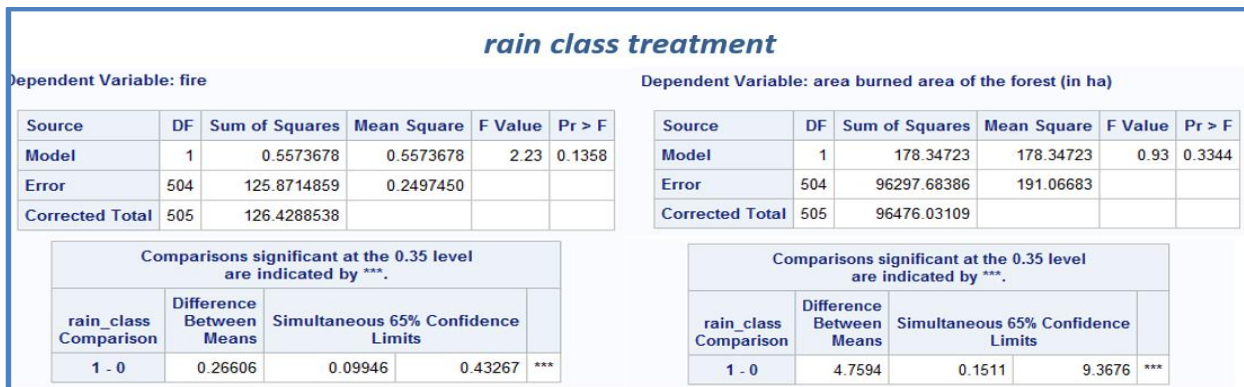 rain class treatment
Dependent Variable: fire
Source DF Sum of Squares Mean Square F Value Pr > F
Model 1 0.5573678 0.5573678 2.23 0.1358
Error 504 125.8714859 0.2497450
Corrected Total 505 126.4288538
Comparisons significant at the 0.35 level
are indicated by ***.
rain_class
Comparison
Difference
Between
Means
Simultaneous 65% Confidence
Limits
1 - 0 0.26606 0.09946 0.43267 ***
Dependent Variable: area burned area of the forest (in ha)
Source DF Sum of Squares Mean Square F Value Pr > F
Model 1 178.34723 178.34723 0.93 0.3344
Error 504 96297.68386 191.06683
Corrected Total 505 96476.03109
Comparisons significant at the 0.35 level
are indicated by ***.
rain_class
Comparison
Difference
Between
Means
Simultaneous 65% Confidence
Limits
1 - 0 4.7594 0.1511 9.3676 ***